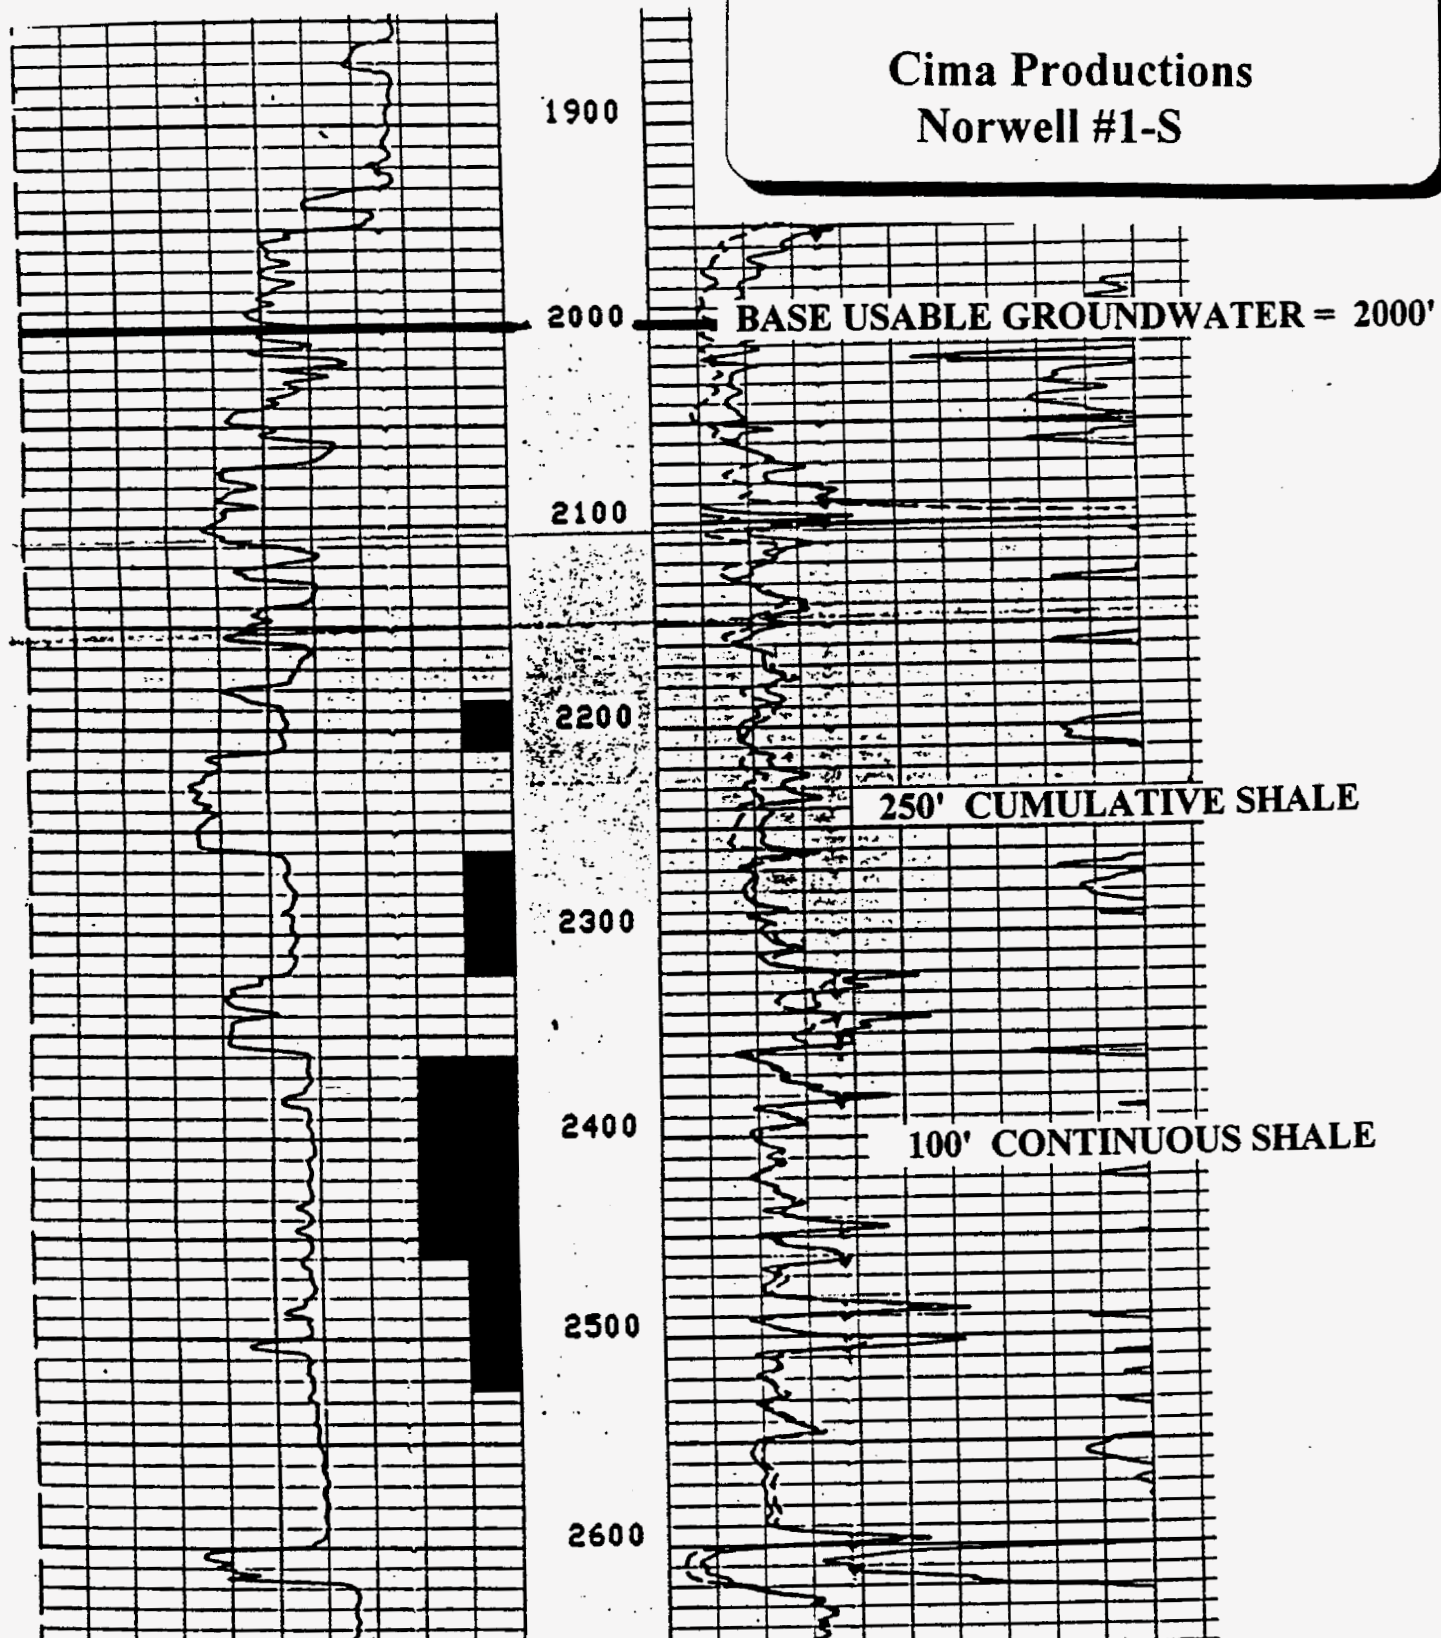 Cima Productions
Norwell #1-S
1900
2000 BASE USABLE GROUNDWATER = 2000'
2100
2200
250' CUMULATIVE SHALE
2300
2400
100' CONTINUOUS SHALE
2500
2600